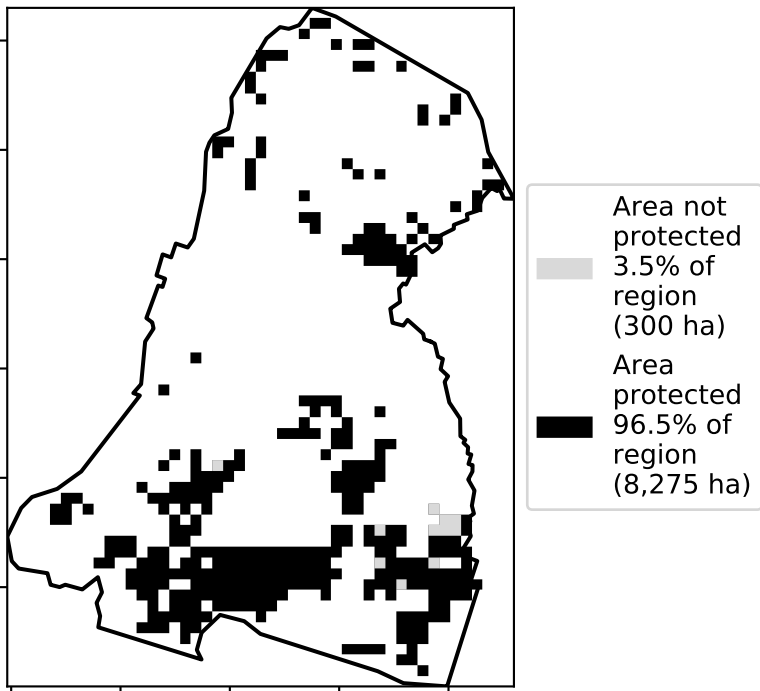 Area not
protected
3.5% of
region
(300 ha)
Area
protected
96.5% of
region
(8,275 ha)